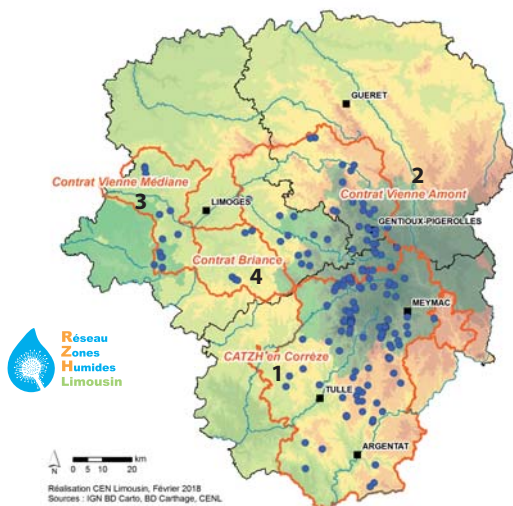 GUERET
2
Contrat Vienne Médiane
Contrat Vienne Amont
3
LIMOGES
GENTIOUX-PIGEROLLES
Contrat Briance
4
MEYMAC
Réseau
Zones
Humides
Limousin
CATZH en Corrèze
1
TULLE
ARGENTAT
N
0 5 10 20
km
Réalisation CEN Limousin, Février 2018
Sources : IGN BD Carto, BD Carthage, CENL